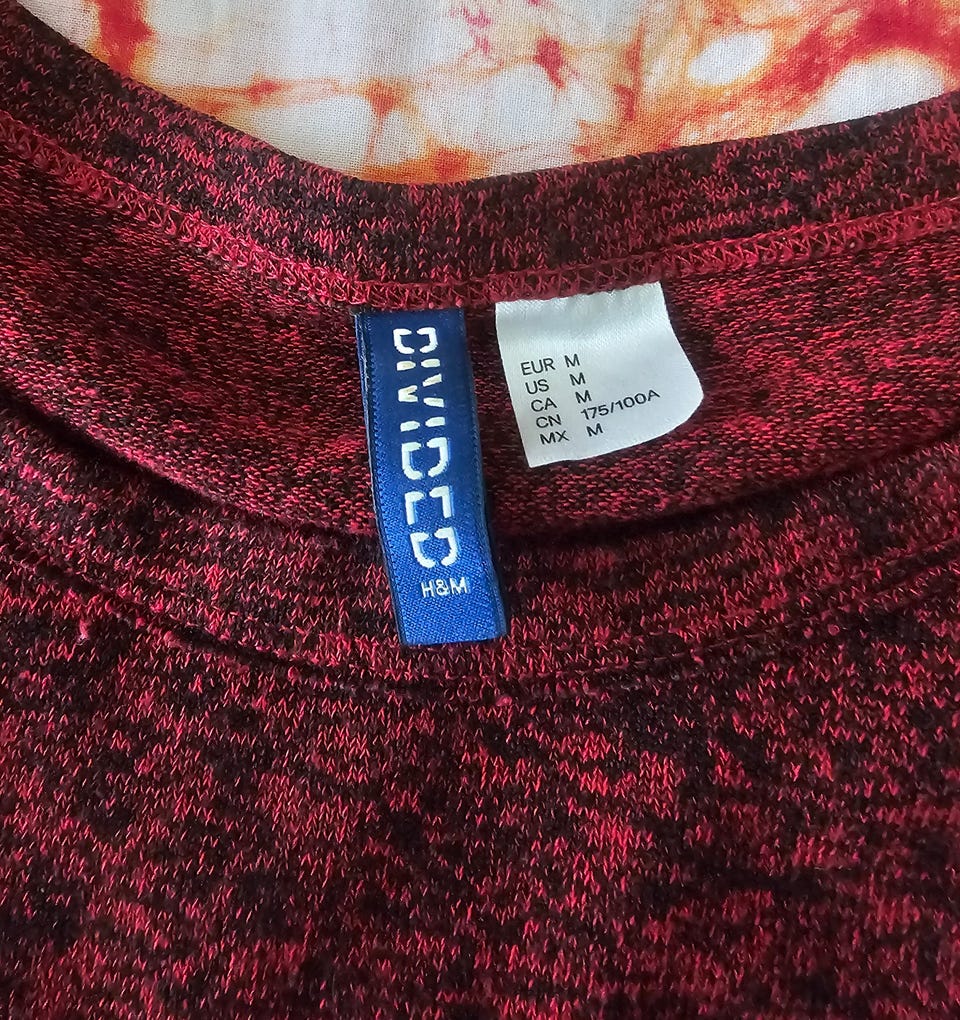 DIVIDED
H&M
EUR M
US M
CA M
CN 175/100A
MX M